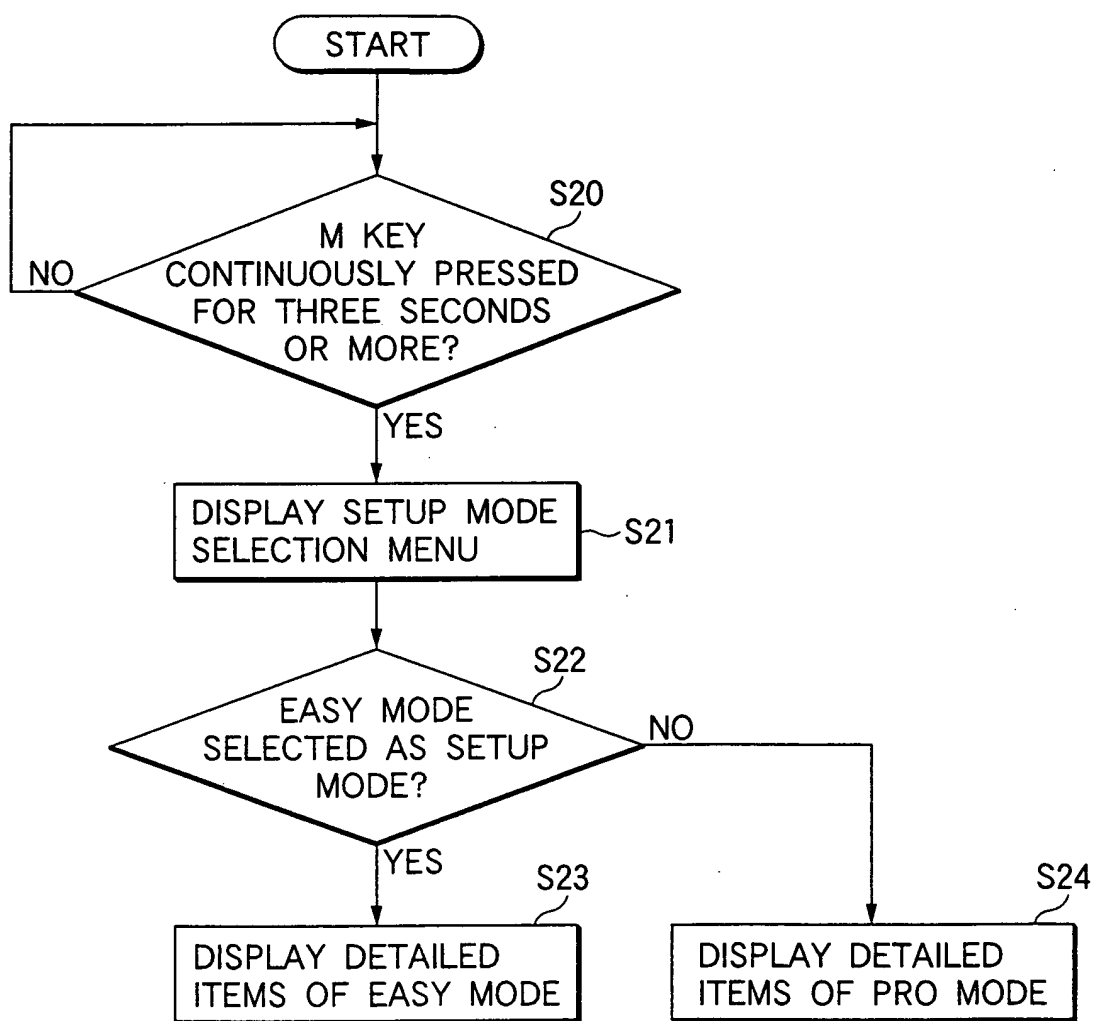 START
S20
M KEY
CONTINUOUSLY PRESSED
FOR THREE SECONDS
OR MORE?
NO
YES
DISPLAY SETUP MODE
SELECTION MENU
S21
S22
EASY MODE
SELECTED AS SETUP
MODE?
NO
YES
S23
DISPLAY DETAILED
ITEMS OF EASY MODE
S24
DISPLAY DETAILED
ITEMS OF PRO MODE